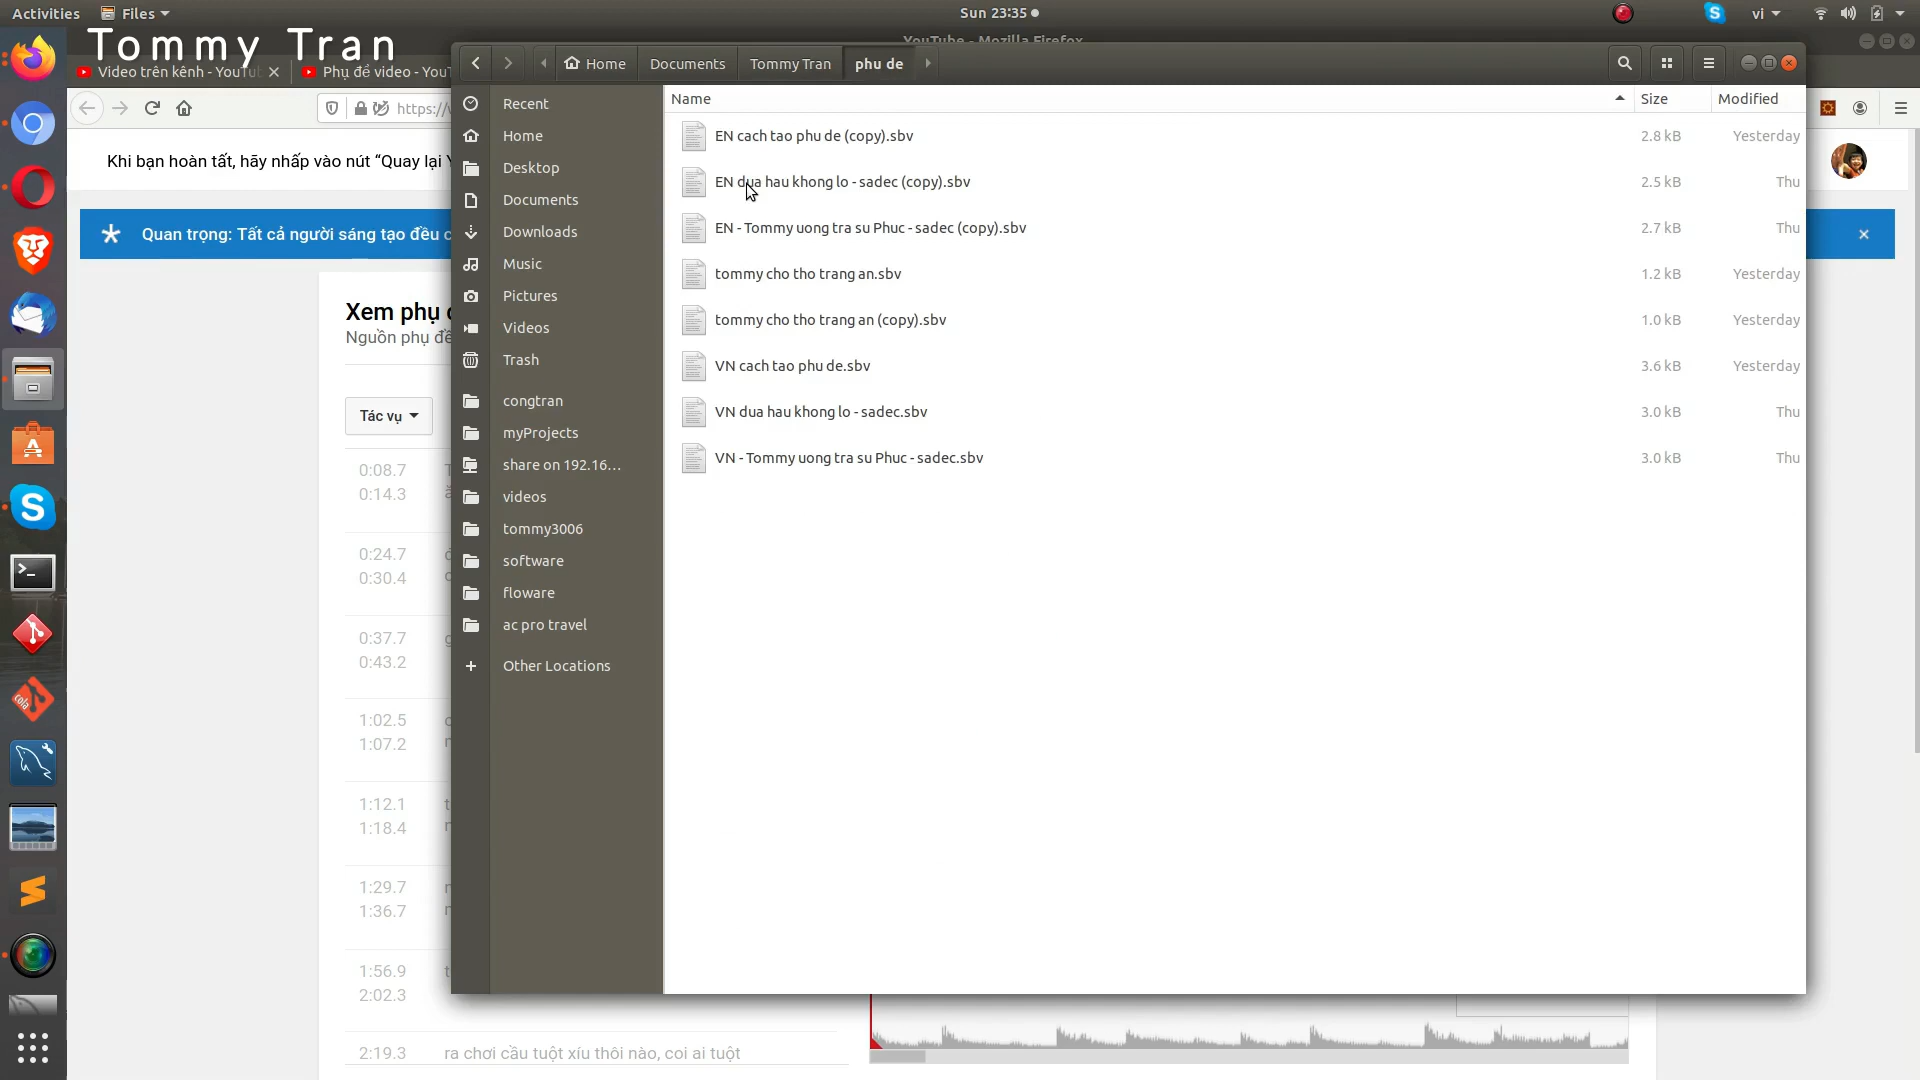 Activities
Files
Sun 23:35
vi
Tommy Tran
YouTube - Mozilla Firefox
Video trên kênh - YouTu
Phụ đề video - YouT
https://
Khi bạn hoàn tất, hãy nhấp vào nút “Quay lại Y
Quan trọng: Tất cả người sáng tạo đều c
Xem phụ
Nguồn phụ đề
Tác vụ
0:08.7
0:14.3
0:24.7
0:30.4
0:37.7
0:43.2
1:02.5
1:07.2
1:12.1
1:18.4
1:29.7
1:36.7
1:56.9
2:02.3
2:19.3
ra chơi cầu tuột xíu thôi nào, coi ai tuột
Home
Documents
Tommy Tran
phu de
Recent
Home
Desktop
Documents
Downloads
Music
Pictures
Videos
Trash
congtran
myProjects
share on 192.16…
videos
tommy3006
software
floware
ac pro travel
Other Locations
Name Size Modified
EN cach tao phu de (copy).sbv 2.8 kB Yesterday
EN dua hau khong lo - sadec (copy).sbv 2.5 kB Thu
EN - Tommy uong tra su Phuc - sadec (copy).sbv 2.7 kB Thu
tommy cho tho trang an.sbv 1.2 kB Yesterday
tommy cho tho trang an (copy).sbv 1.0 kB Yesterday
VN cach tao phu de.sbv 3.6 kB Yesterday
VN dua hau khong lo - sadec.sbv 3.0 kB Thu
VN - Tommy uong tra su Phuc - sadec.sbv 3.0 kB Thu